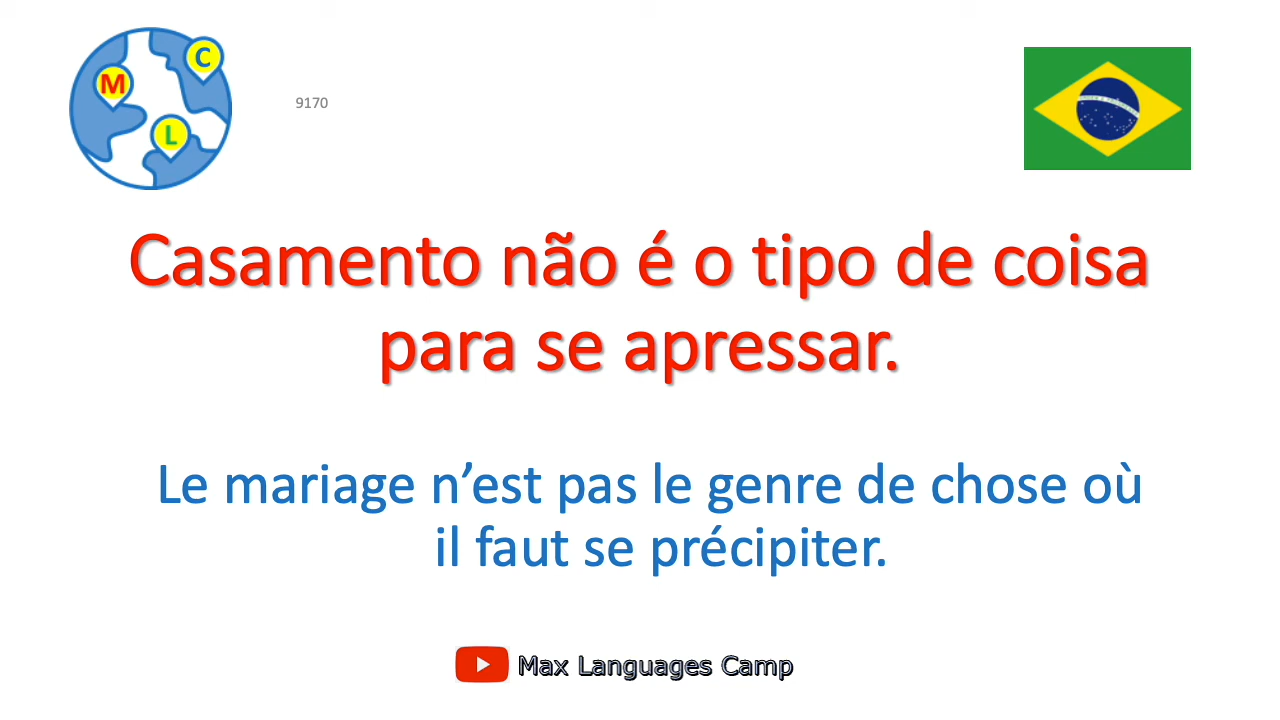 C
M
9170
L
Casamento não é o tipo de coisa
para se apressar.
Le mariage n’est pas le genre de chose où
il faut se précipiter.
Max Languages Camp